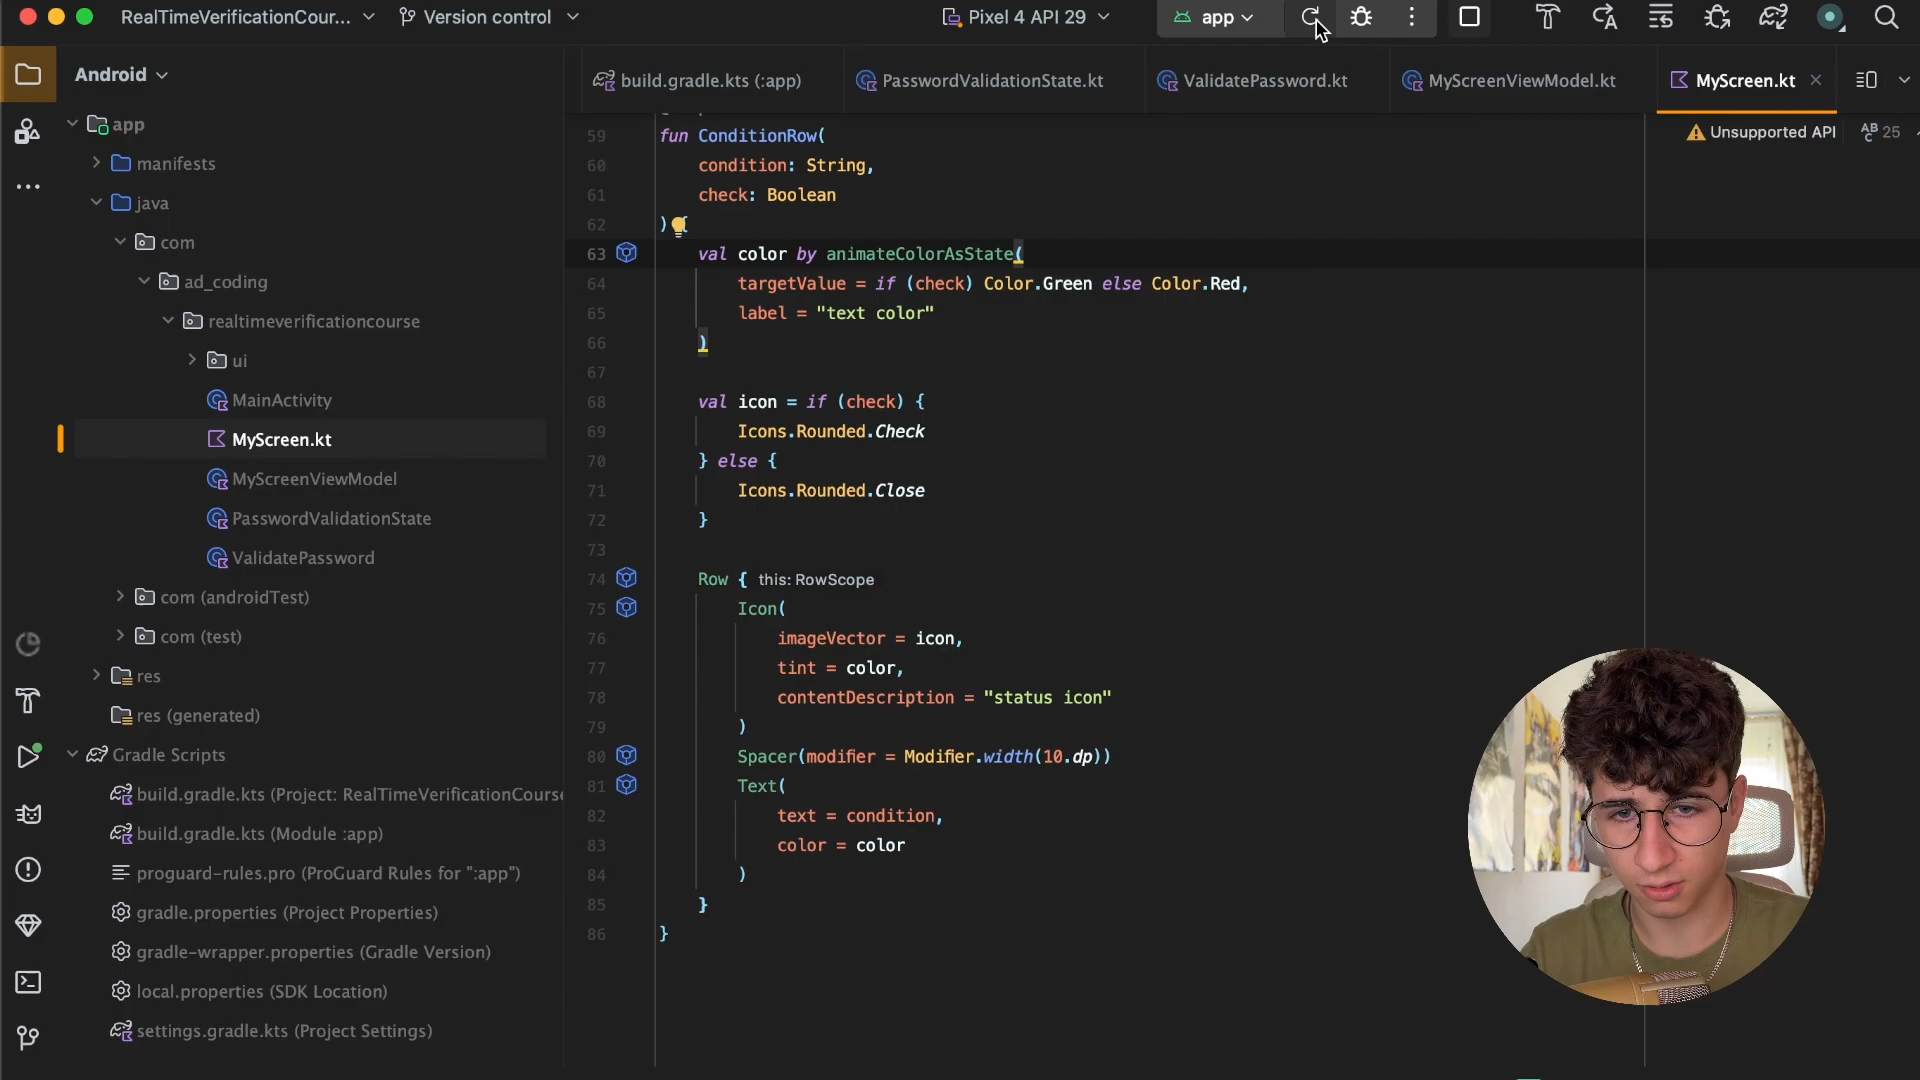 RealTimeVerificationCour...
Version control
Pixel 4 API 29
app
Android
build.gradle.kts (:app)
PasswordValidationState.kt
ValidatePassword.kt
MyScreenViewModel.kt
MyScreen.kt
Unsupported API
25
app
manifests
java
com
ad_coding
realtimeverificationcourse
ui
MainActivity
MyScreen.kt
MyScreenViewModel
PasswordValidationState
ValidatePassword
com (androidTest)
com (test)
res
res (generated)
Gradle Scripts
build.gradle.kts (Project: RealTimeVerificationCourse
build.gradle.kts (Module :app)
proguard-rules.pro (ProGuard Rules for ":app")
gradle.properties (Project Properties)
gradle-wrapper.properties (Gradle Version)
local.properties (SDK Location)
settings.gradle.kts (Project Settings)
59 fun ConditionRow(
60 condition: String,
61 check: Boolean
62 ) {
63 val color by animateColorAsState(
64 targetValue = if (check) Color.Green else Color.Red,
65 label = "text color"
66 )
67
68 val icon = if (check) {
69 Icons.Rounded.Check
70 } else {
71 Icons.Rounded.Close
72 }
73
74 Row { this: RowScope
75 Icon(
76 imageVector = icon,
77 tint = color,
78 contentDescription = "status icon"
79 )
80 Spacer(modifier = Modifier.width(10.dp))
81 Text(
82 text = condition,
83 color = color
84 )
85 }
86 }